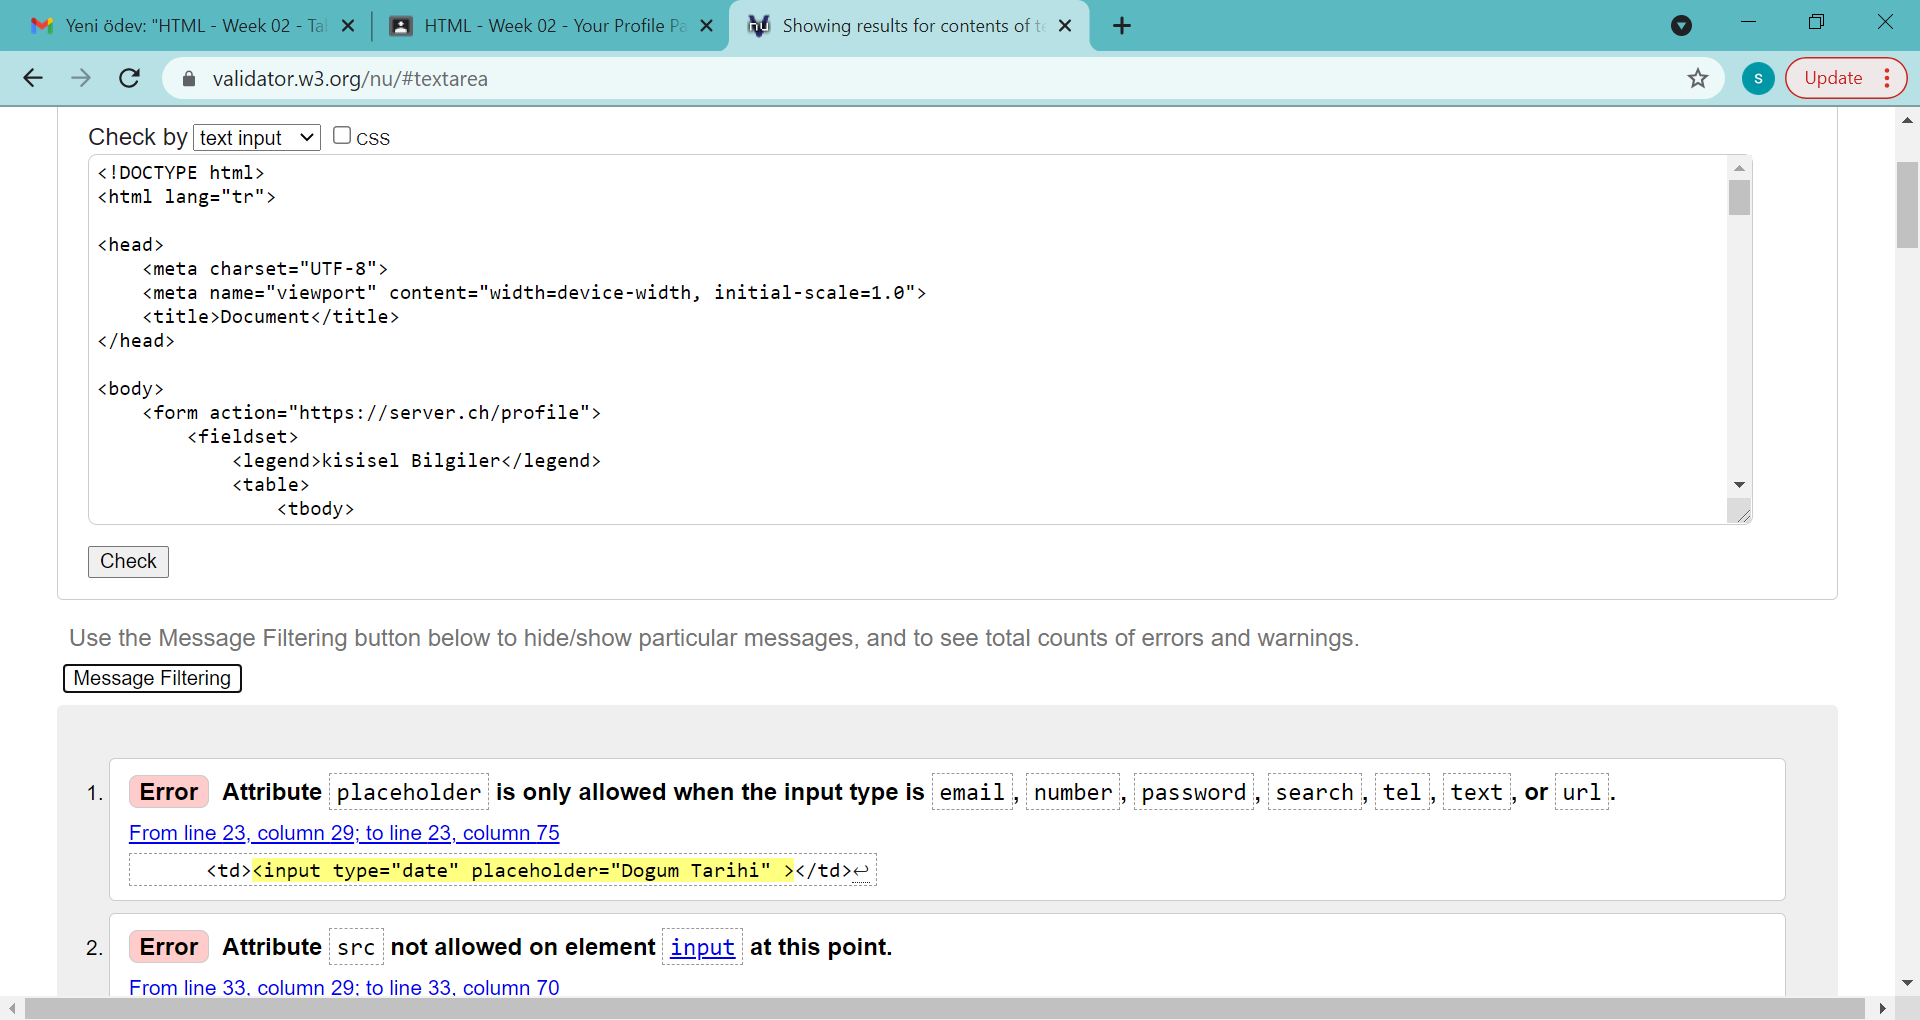 Yeni ödev: "HTML - Week 02 - Ta
HTML - Week 02 - Your Profile Pa
nu Showing results for contents of te
validator.w3.org/nu/#textarea
s
Update
Check by text input CSS
<!DOCTYPE html>
<html lang="tr">
<head>
<meta charset="UTF-8">
<meta name="viewport" content="width=device-width, initial-scale=1.0">
<title>Document</title>
</head>
<body>
<form action="https://server.ch/profile">
<fieldset>
<legend>kisisel Bilgiler</legend>
<table>
<tbody>
Check
Use the Message Filtering button below to hide/show particular messages, and to see total counts of errors and warnings.
Message Filtering
1. Error Attribute placeholder is only allowed when the input type is email, number, password, search, tel, text, or url.
From line 23, column 29; to line 23, column 75
<td><input type="date" placeholder="Dogum Tarihi" ></td>↩
2. Error Attribute src not allowed on element input at this point.
From line 33, column 29; to line 33, column 70